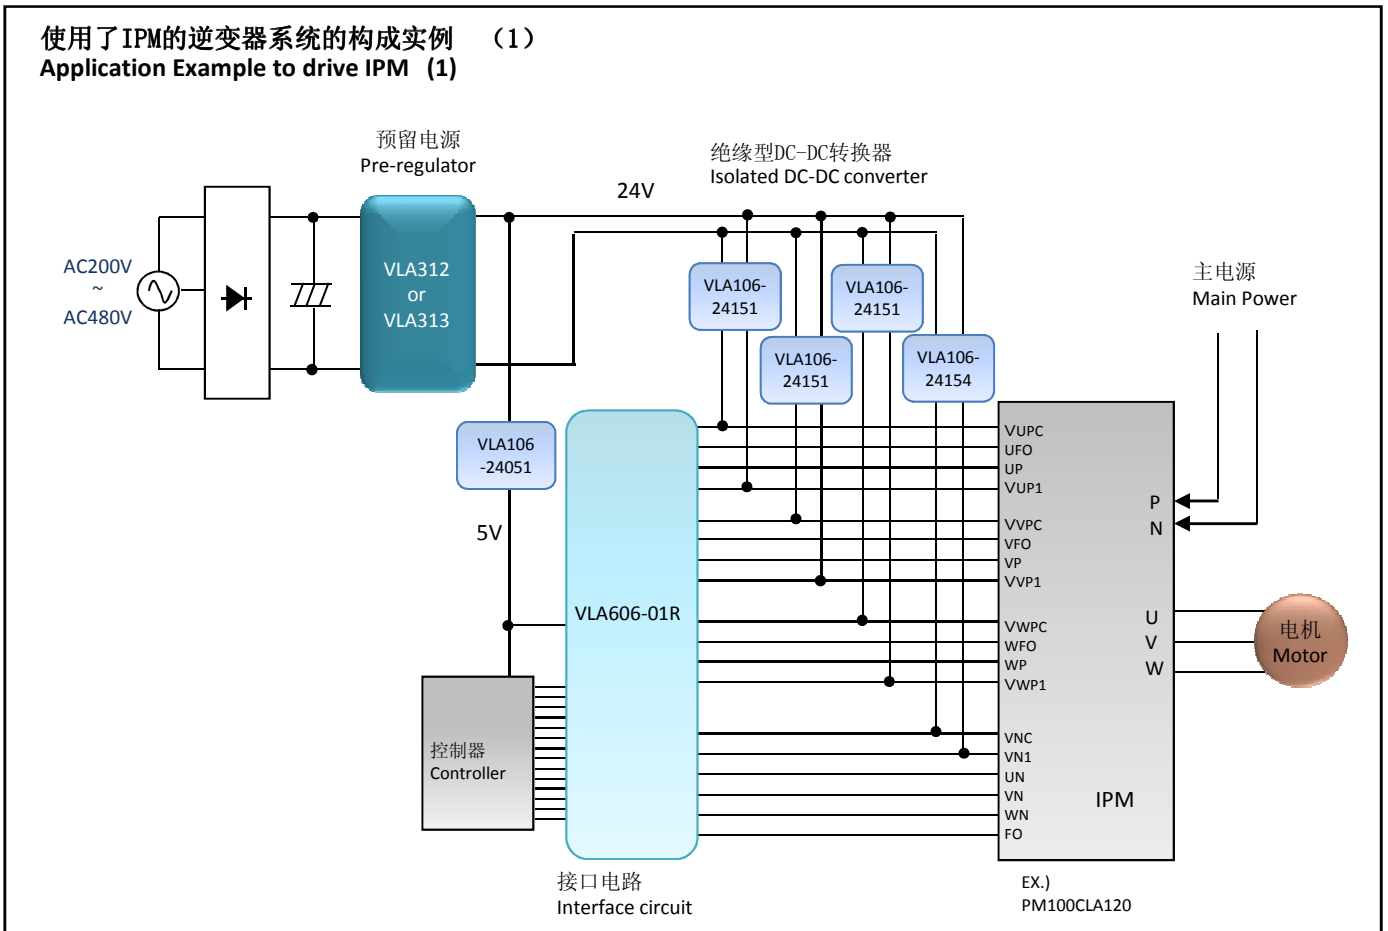 使用了IPM的逆变器系统的构成实例 （1）
Application Example to drive IPM (1)
预留电源
Pre-regulator
绝缘型DC-DC转换器
Isolated DC-DC converter
24V
AC200V
~
AC480V
VLA312
or
VLA313
VLA106-
24151
VLA106-
24151
VLA106-
24151
VLA106-
24154
主电源
Main Power
VLA106
-24051
5V
VLA606-01R
控制器
Controller
接口电路
Interface circuit
VUPC
UFO
UP
VUP1
VVPC
VFO
VP
VVP1
VWPC
WFO
WP
VWP1
VNC
VN1
UN
VN
WN
FO
P
N
U
V
W
IPM
电机
Motor
EX.)
PM100CLA120